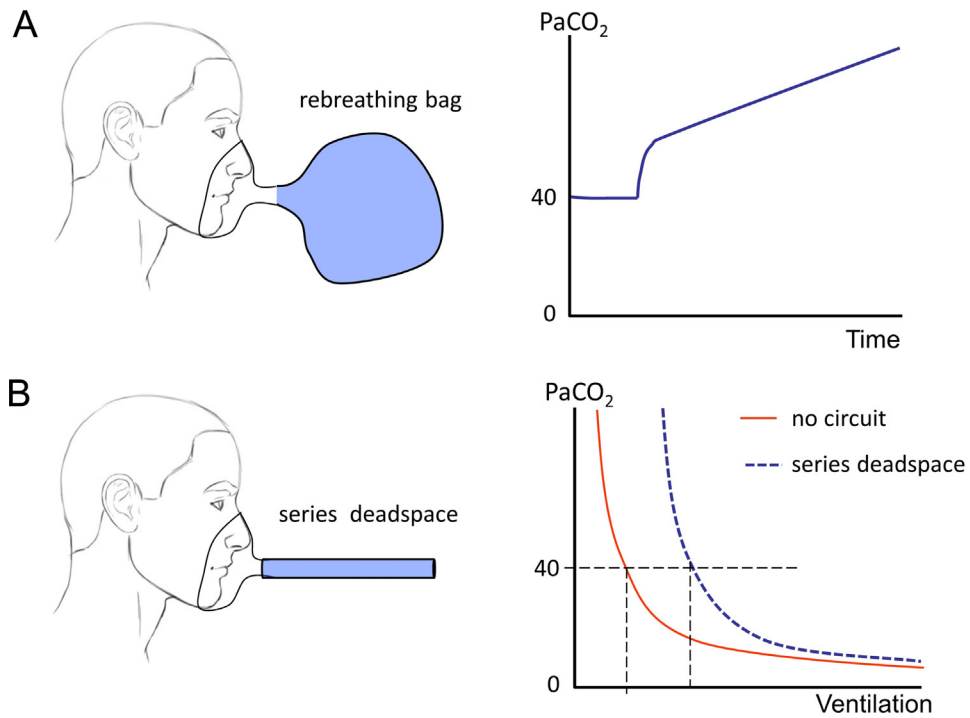 A
rebreathing bag
PaCO₂
40
0
Time
B
series deadspace
PaCO₂
no circuit
series deadspace
40
0
Ventilation